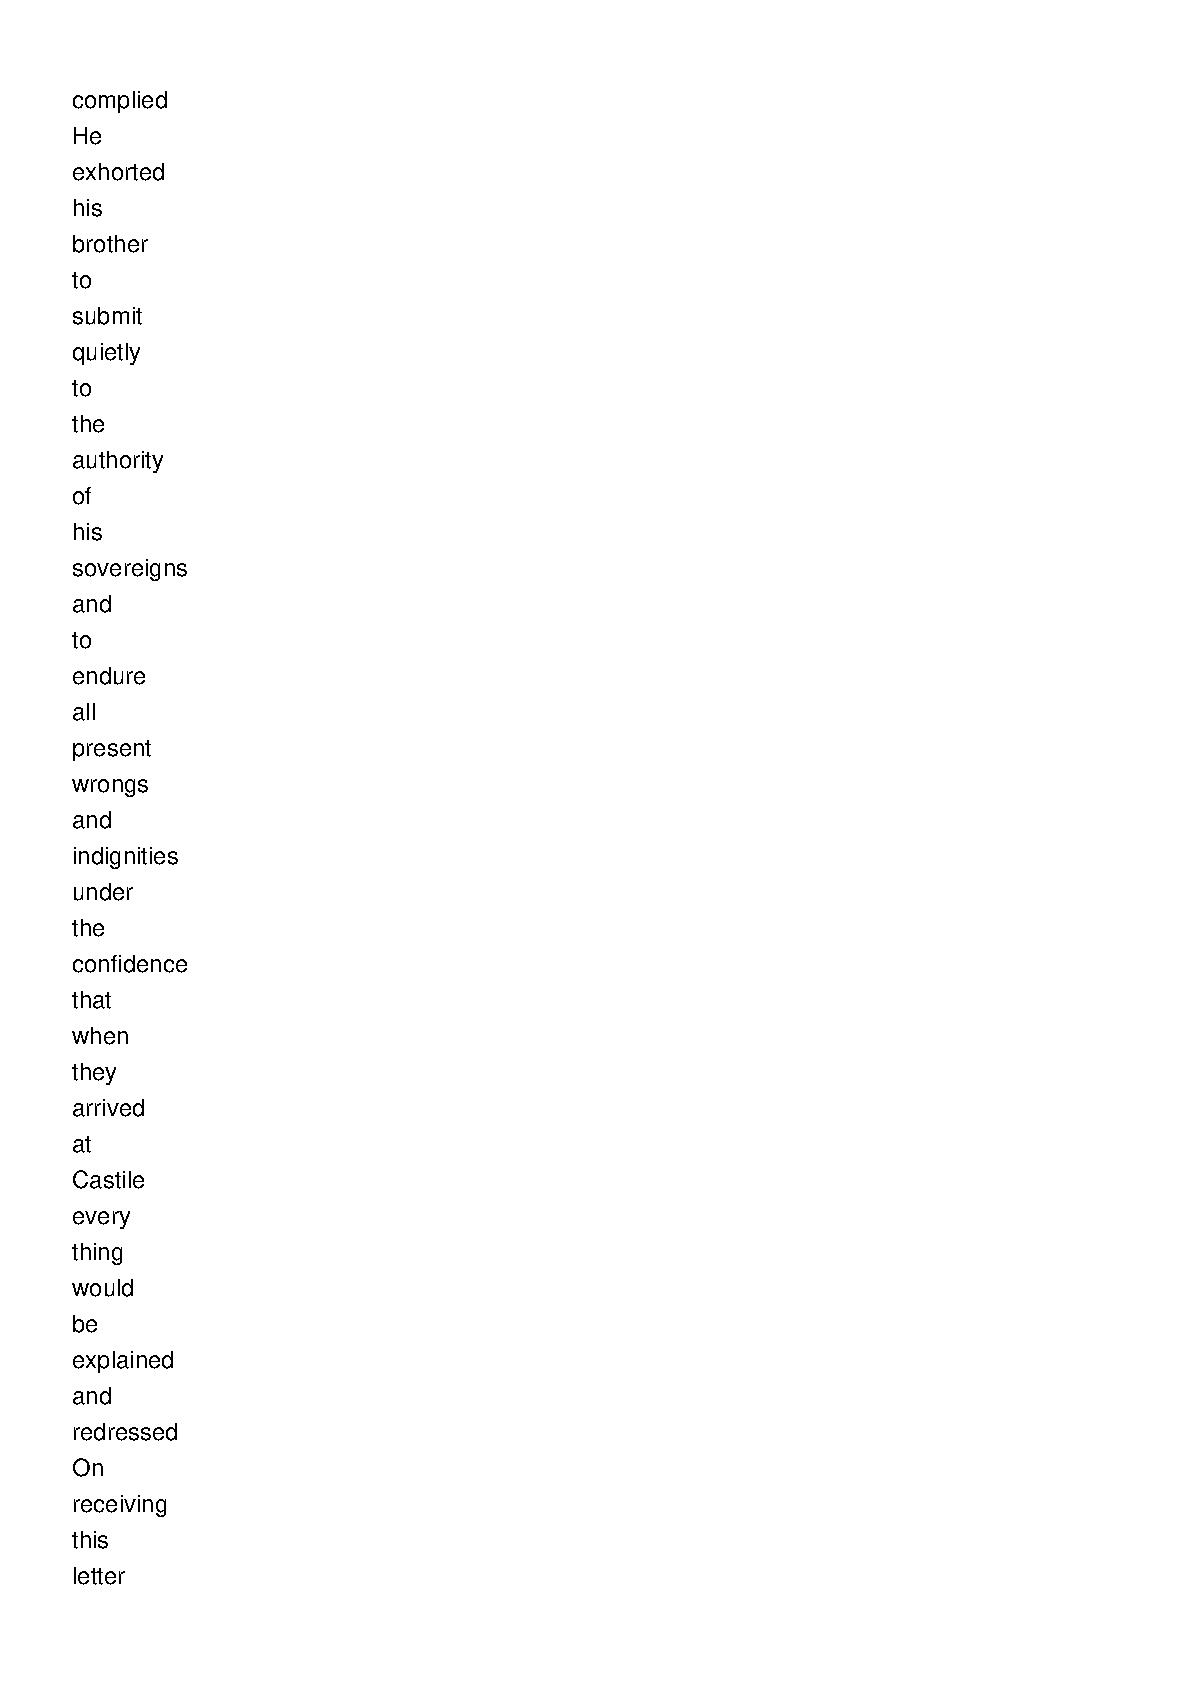 complied
He
exhorted
his
brother
to
submit
quietly
to
the
authority
of
his
sovereigns
and
to
endure
all
present
wrongs
and
indignities
under
the
confidence
that
when
they
arrived
at
Castile
every
thing
would
be
explained
and
redressed
On
receiving
this
letter